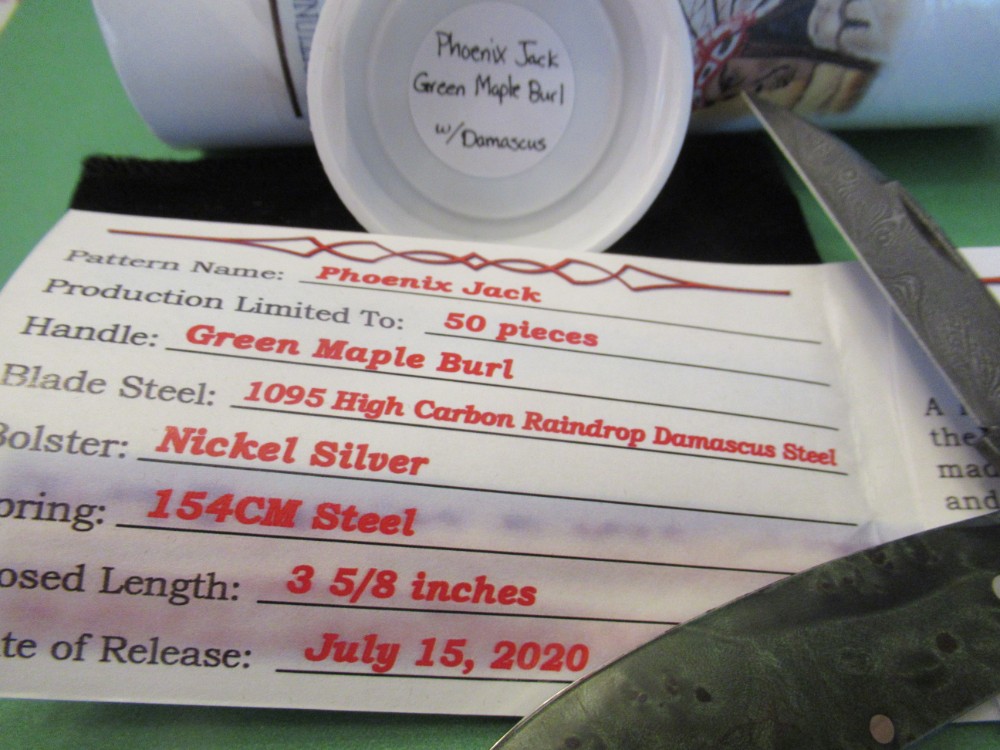 Phoenix Jack
Green Maple Burl
w/Damascus
Pattern Name: Phoenix Jack
Production Limited To: 50 pieces
Handle: Green Maple Burl
Blade Steel: 1095 High Carbon Raindrop Damascus Steel
Bolster: Nickel Silver
pring: 154CM Steel
osed Length: 3 5/8 inches
te of Release: July 15, 2020
A
the
mad
and